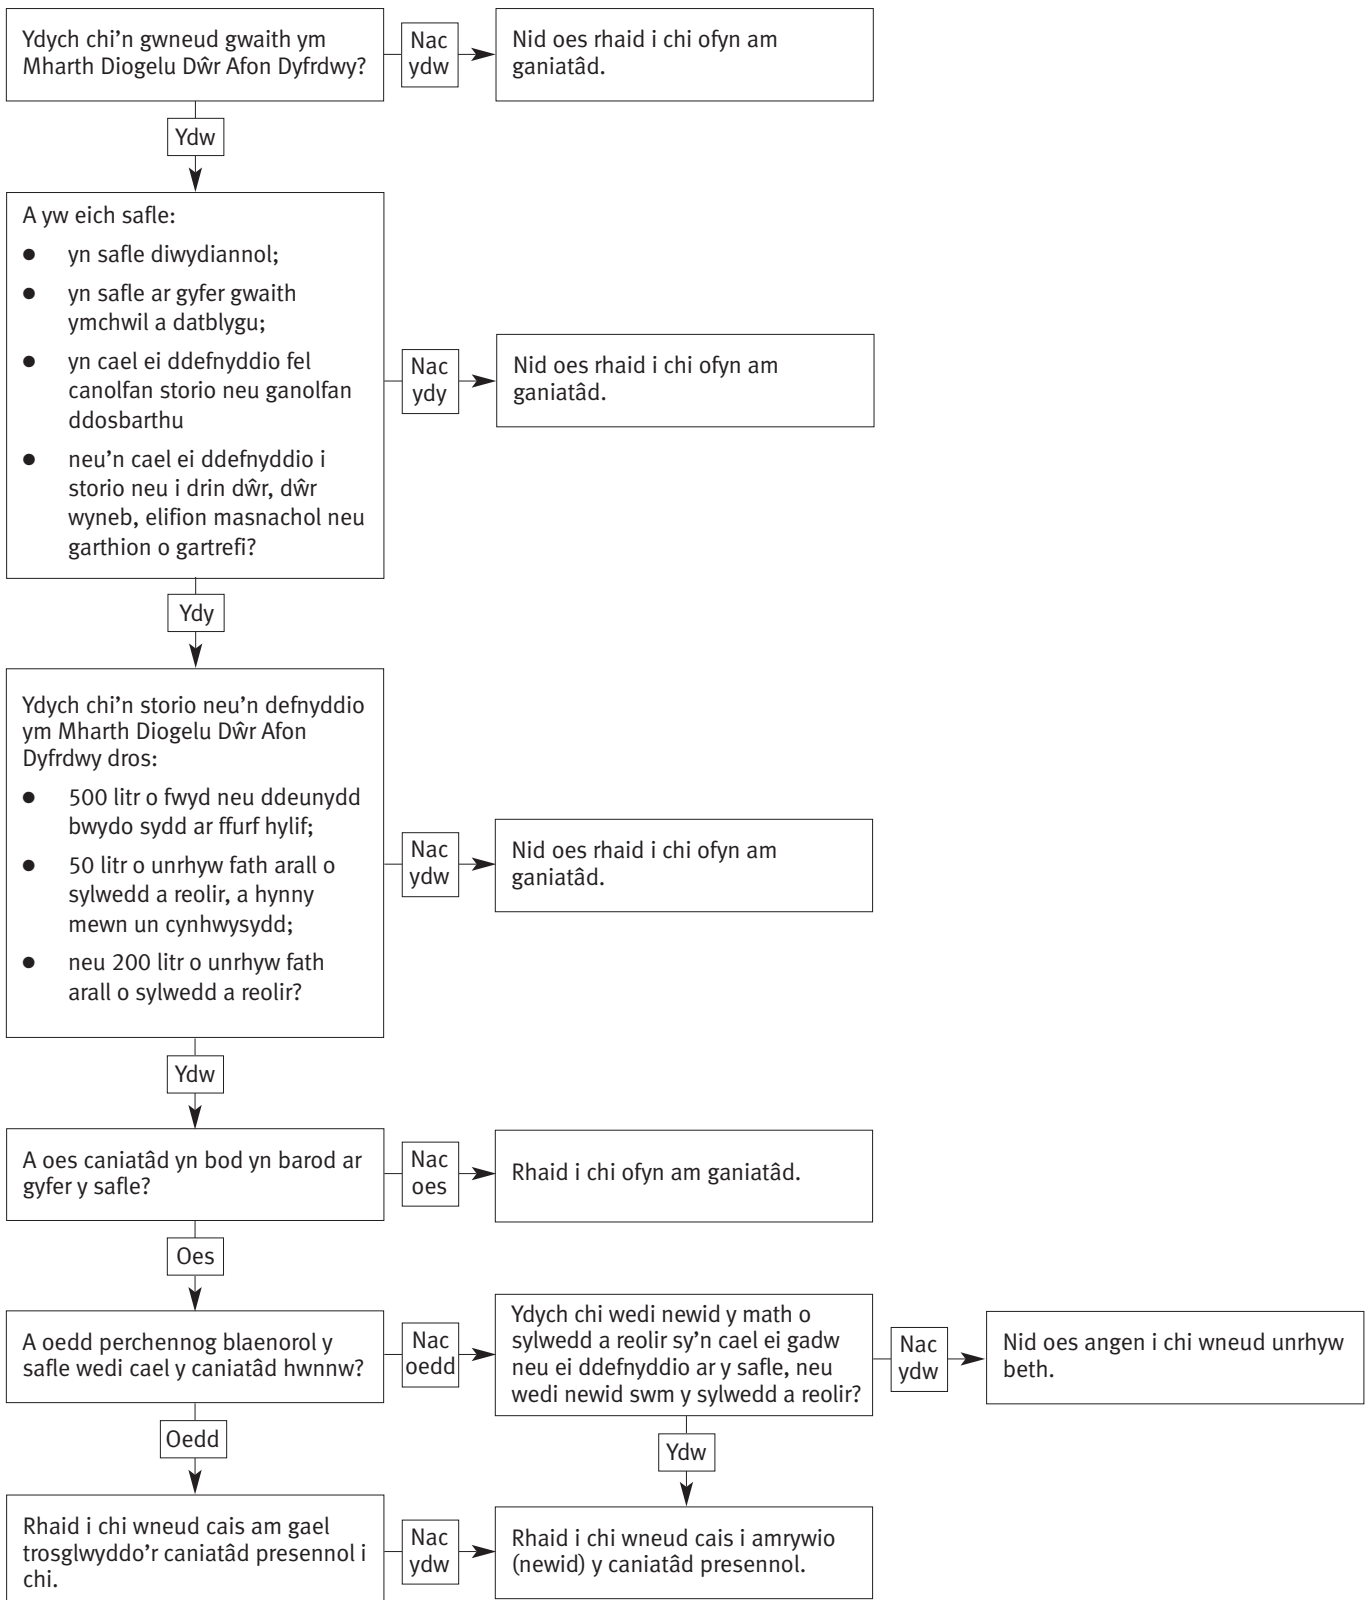 Ydych chi'n gwneud gwaith ym
Mharth Diogelu Dŵr Afon Dyfrdwy?
Nac
ydw
Nid oes rhaid i chi ofyn am
ganiatâd.
Ydw
A yw eich safle:
● yn safle diwydiannol;
● yn safle ar gyfer gwaith
ymchwil a datblygu;
● yn cael ei ddefnyddio fel
canolfan storio neu ganolfan
ddosbarthu
● neu'n cael ei ddefnyddio i
storio neu i drin dŵr, dŵr
wyneb, elifion masnachol neu
garthion o gartrefi?
Nac
ydy
Nid oes rhaid i chi ofyn am
ganiatâd.
Ydy
Ydych chi'n storio neu'n defnyddio
ym Mharth Diogelu Dŵr Afon
Dyfrdwy dros:
● 500 litr o fwyd neu ddeunydd
bwydo sydd ar ffurf hylif;
● 50 litr o unrhyw fath arall o
sylwedd a reolir, a hynny
mewn un cynhwysydd;
● neu 200 litr o unrhyw fath
arall o sylwedd a reolir?
Nac
ydw
Nid oes rhaid i chi ofyn am
ganiatâd.
Ydw
A oes caniatâd yn bod yn barod ar
gyfer y safle?
Nac
oes
Rhaid i chi ofyn am ganiatâd.
Oes
A oedd perchennog blaenorol y
safle wedi cael y caniatâd hwnnw?
Nac
oedd
Ydych chi wedi newid y math o
sylwedd a reolir sy'n cael ei gadw
neu ei ddefnyddio ar y safle, neu
wedi newid swm y sylwedd a reolir?
Nac
ydw
Nid oes angen i chi wneud unrhyw
beth.
Oedd
Ydw
Rhaid i chi wneud cais am gael
trosglwyddo'r caniatâd presennol i
chi.
Nac
ydw
Rhaid i chi wneud cais i amrywio
(newid) y caniatâd presennol.